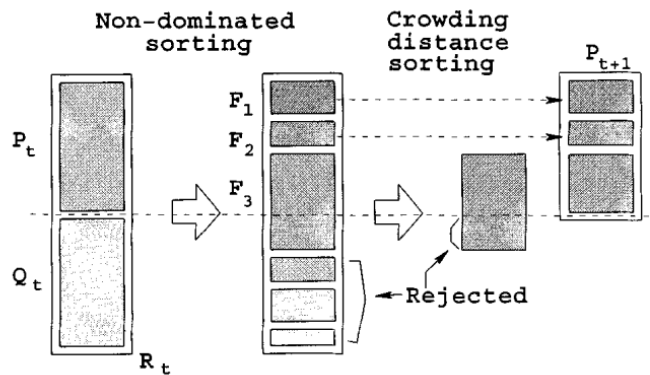 Non-dominated
sorting
Crowding
distance
sorting
P t+1
F 1
F 2
P t
F 3
Q t
Rejected
R t